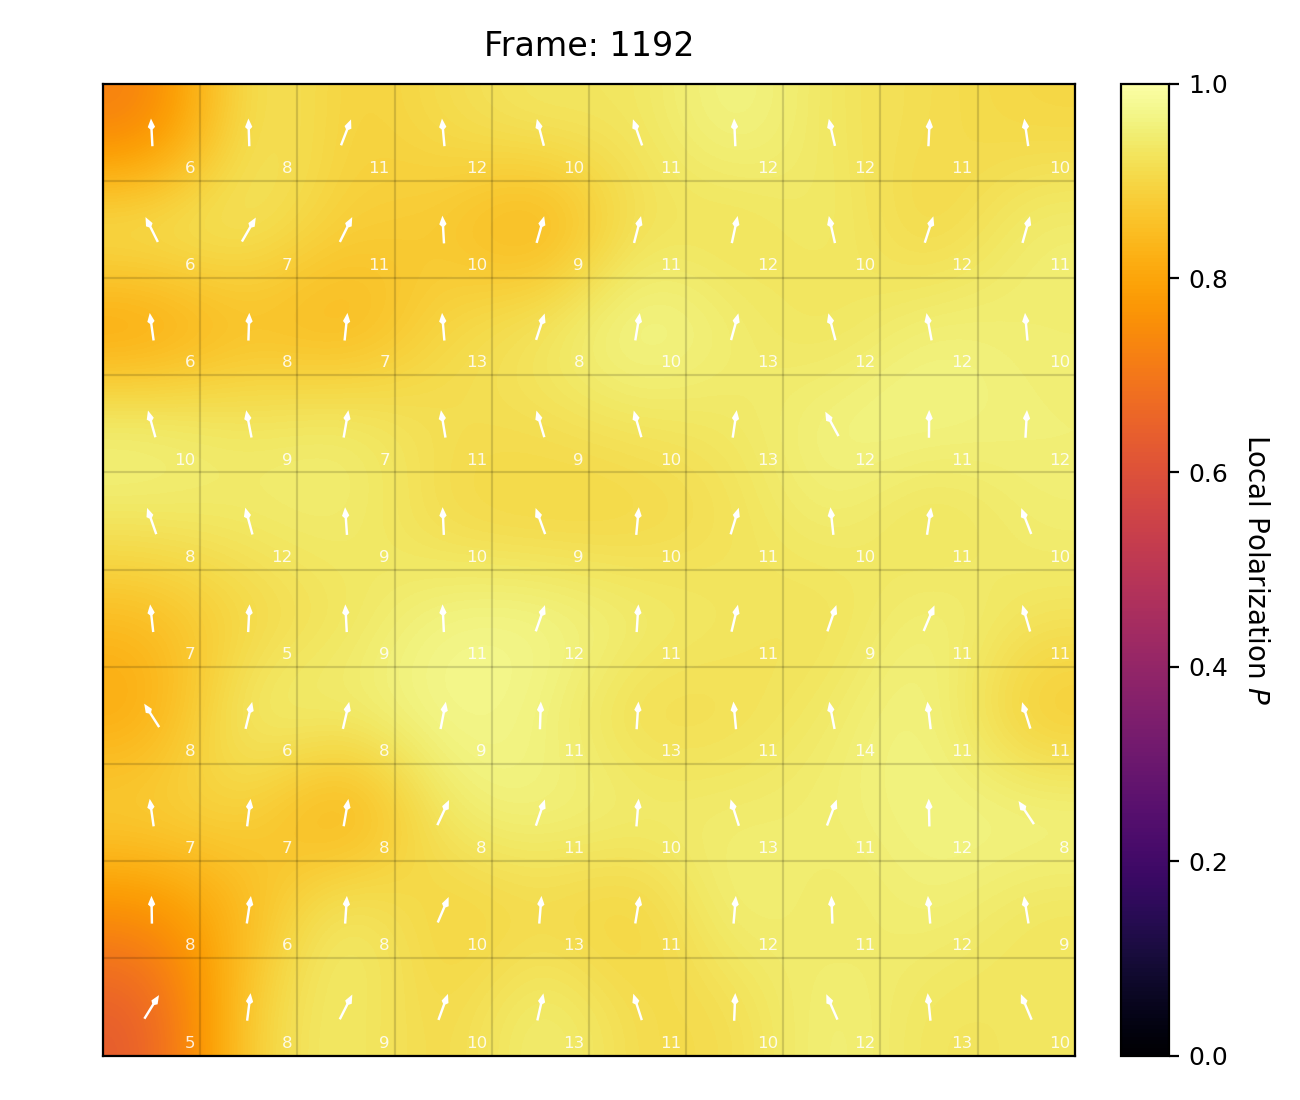 Frame: 1192
6 8 11 12 10 11 12 12 11 10
6 7 11 10 9 11 12 10 12 11
6 8 7 13 8 10 13 12 12 10
10 9 7 11 9 10 13 12 11 12
8 12 9 10 9 10 11 10 11 10
7 5 9 11 12 11 11 9 11 11
8 6 8 9 11 13 11 14 11 11
7 7 8 8 11 10 13 11 12 8
8 6 8 10 13 11 12 11 12 9
5 8 9 10 13 11 10 12 13 10
1.0
0.8
0.6
0.4
0.2
0.0
Local Polarization P